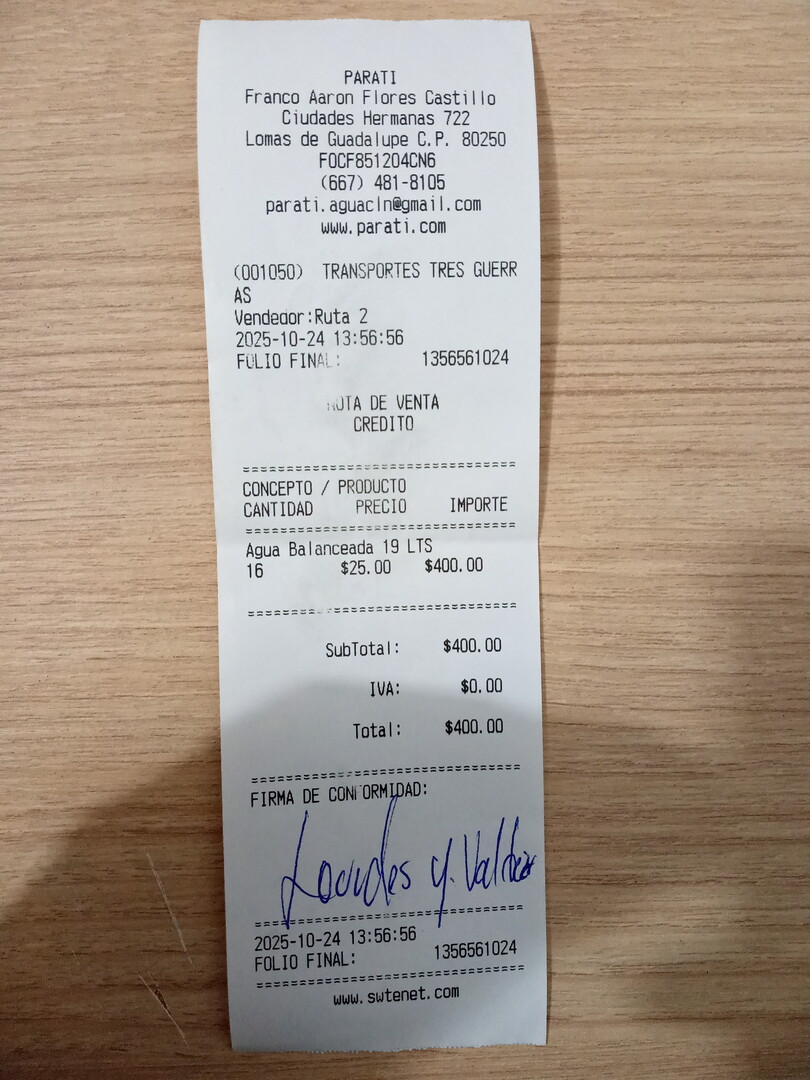 PARATI
Franco Aaron Flores Castillo
Ciudades Hermanas 722
Lomas de Guadalupe C.P. 80250
FOCF851204CN6
(667) 481-8105
parati.aguacln@gmail.com
www.parati.com
(001050) TRANSPORTES TRES GUERR
AS
Vendedor:Ruta 2
2025-10-24 13:56:56
FOLIO FINAL: 1356561024
NOTA DE VENTA
CREDITO
==================================
CONCEPTO / PRODUCTO
CANTIDAD PRECIO IMPORTE
==================================
Agua Balanceada 19 LTS
16 $25.00 $400.00
==================================
SubTotal: $400.00
IVA: $0.00
Total: $400.00
==================================
FIRMA DE CONFORMIDAD:
Lourdes Y.
==================================
2025-10-24 13:56:56
FOLIO FINAL: 1356561024
==================================
www.swtenet.com